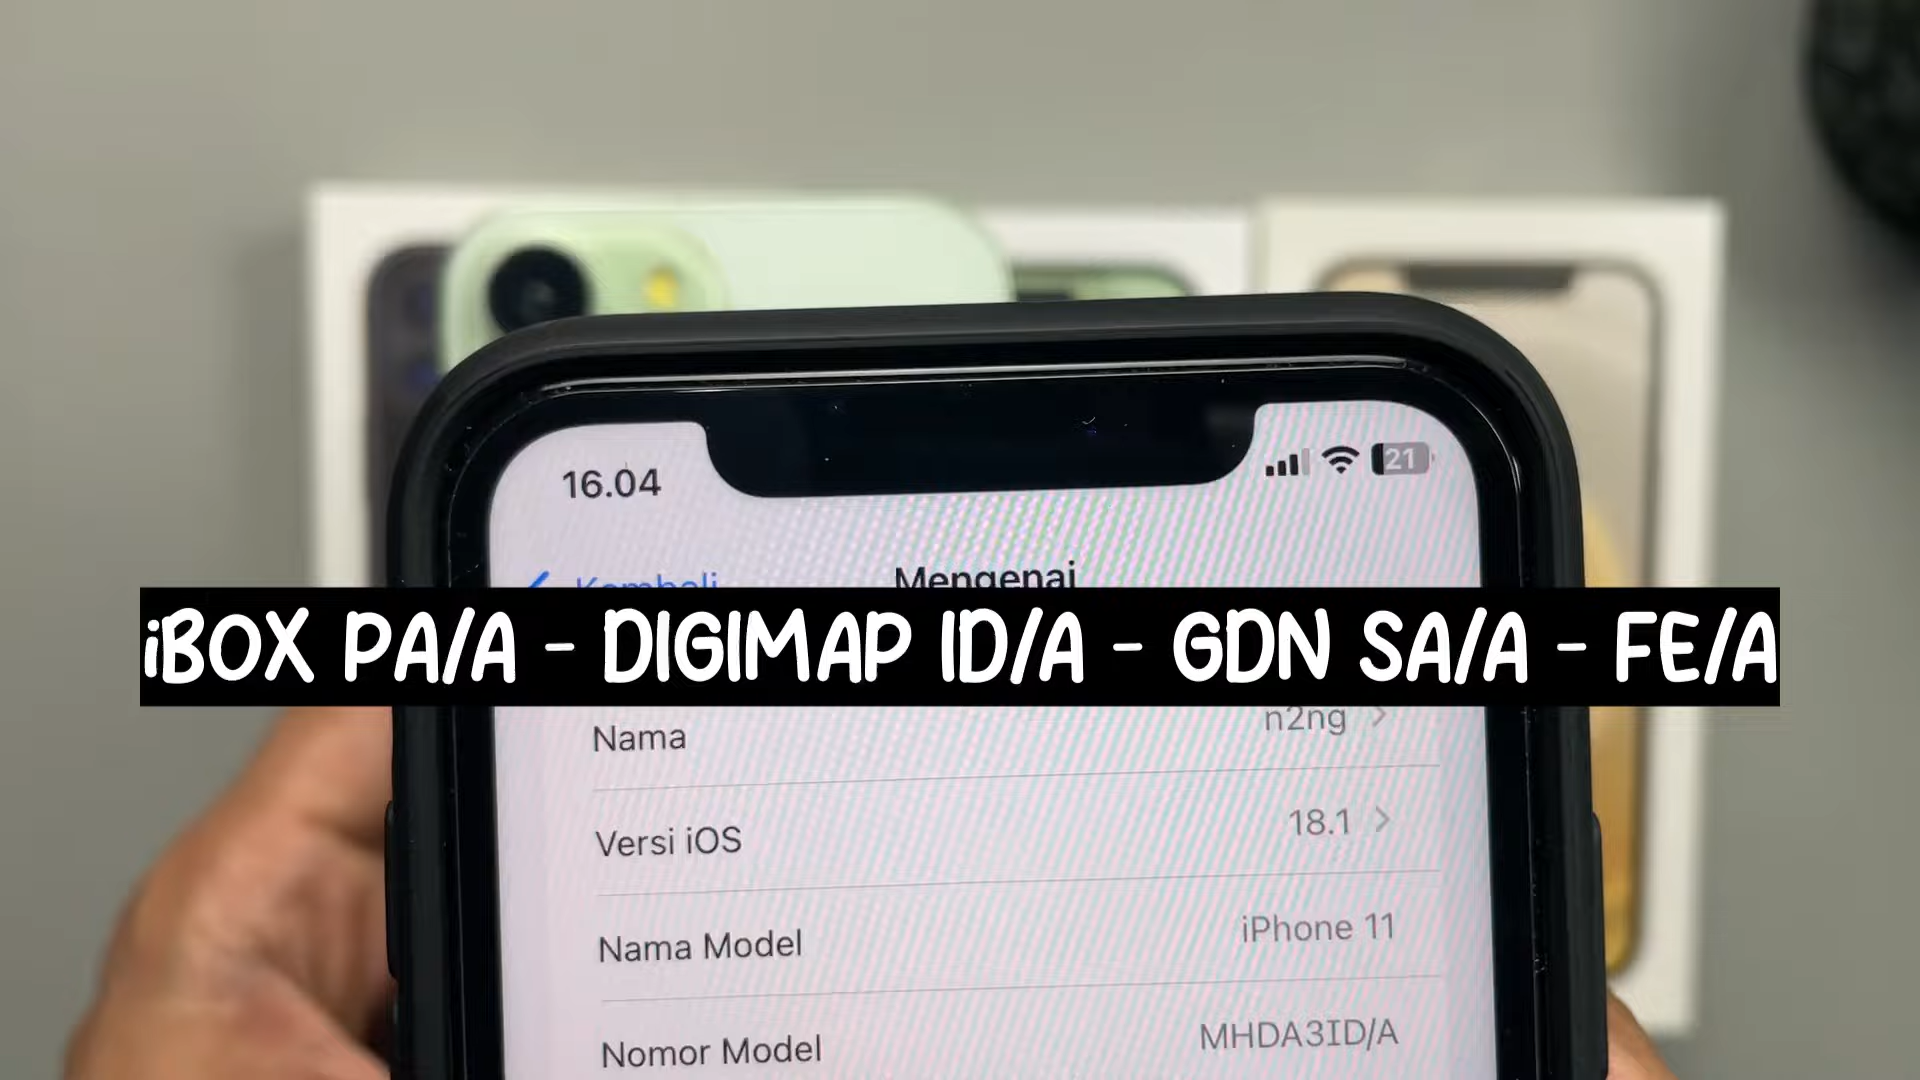 16.04
21
Kembali
Mengenai
iBOX PA/A - DIGIMAP ID/A - GDN SA/A - FE/A
Nama
n2ng
Versi iOS
18.1
Nama Model
iPhone 11
Nomor Model
MHDA3ID/A